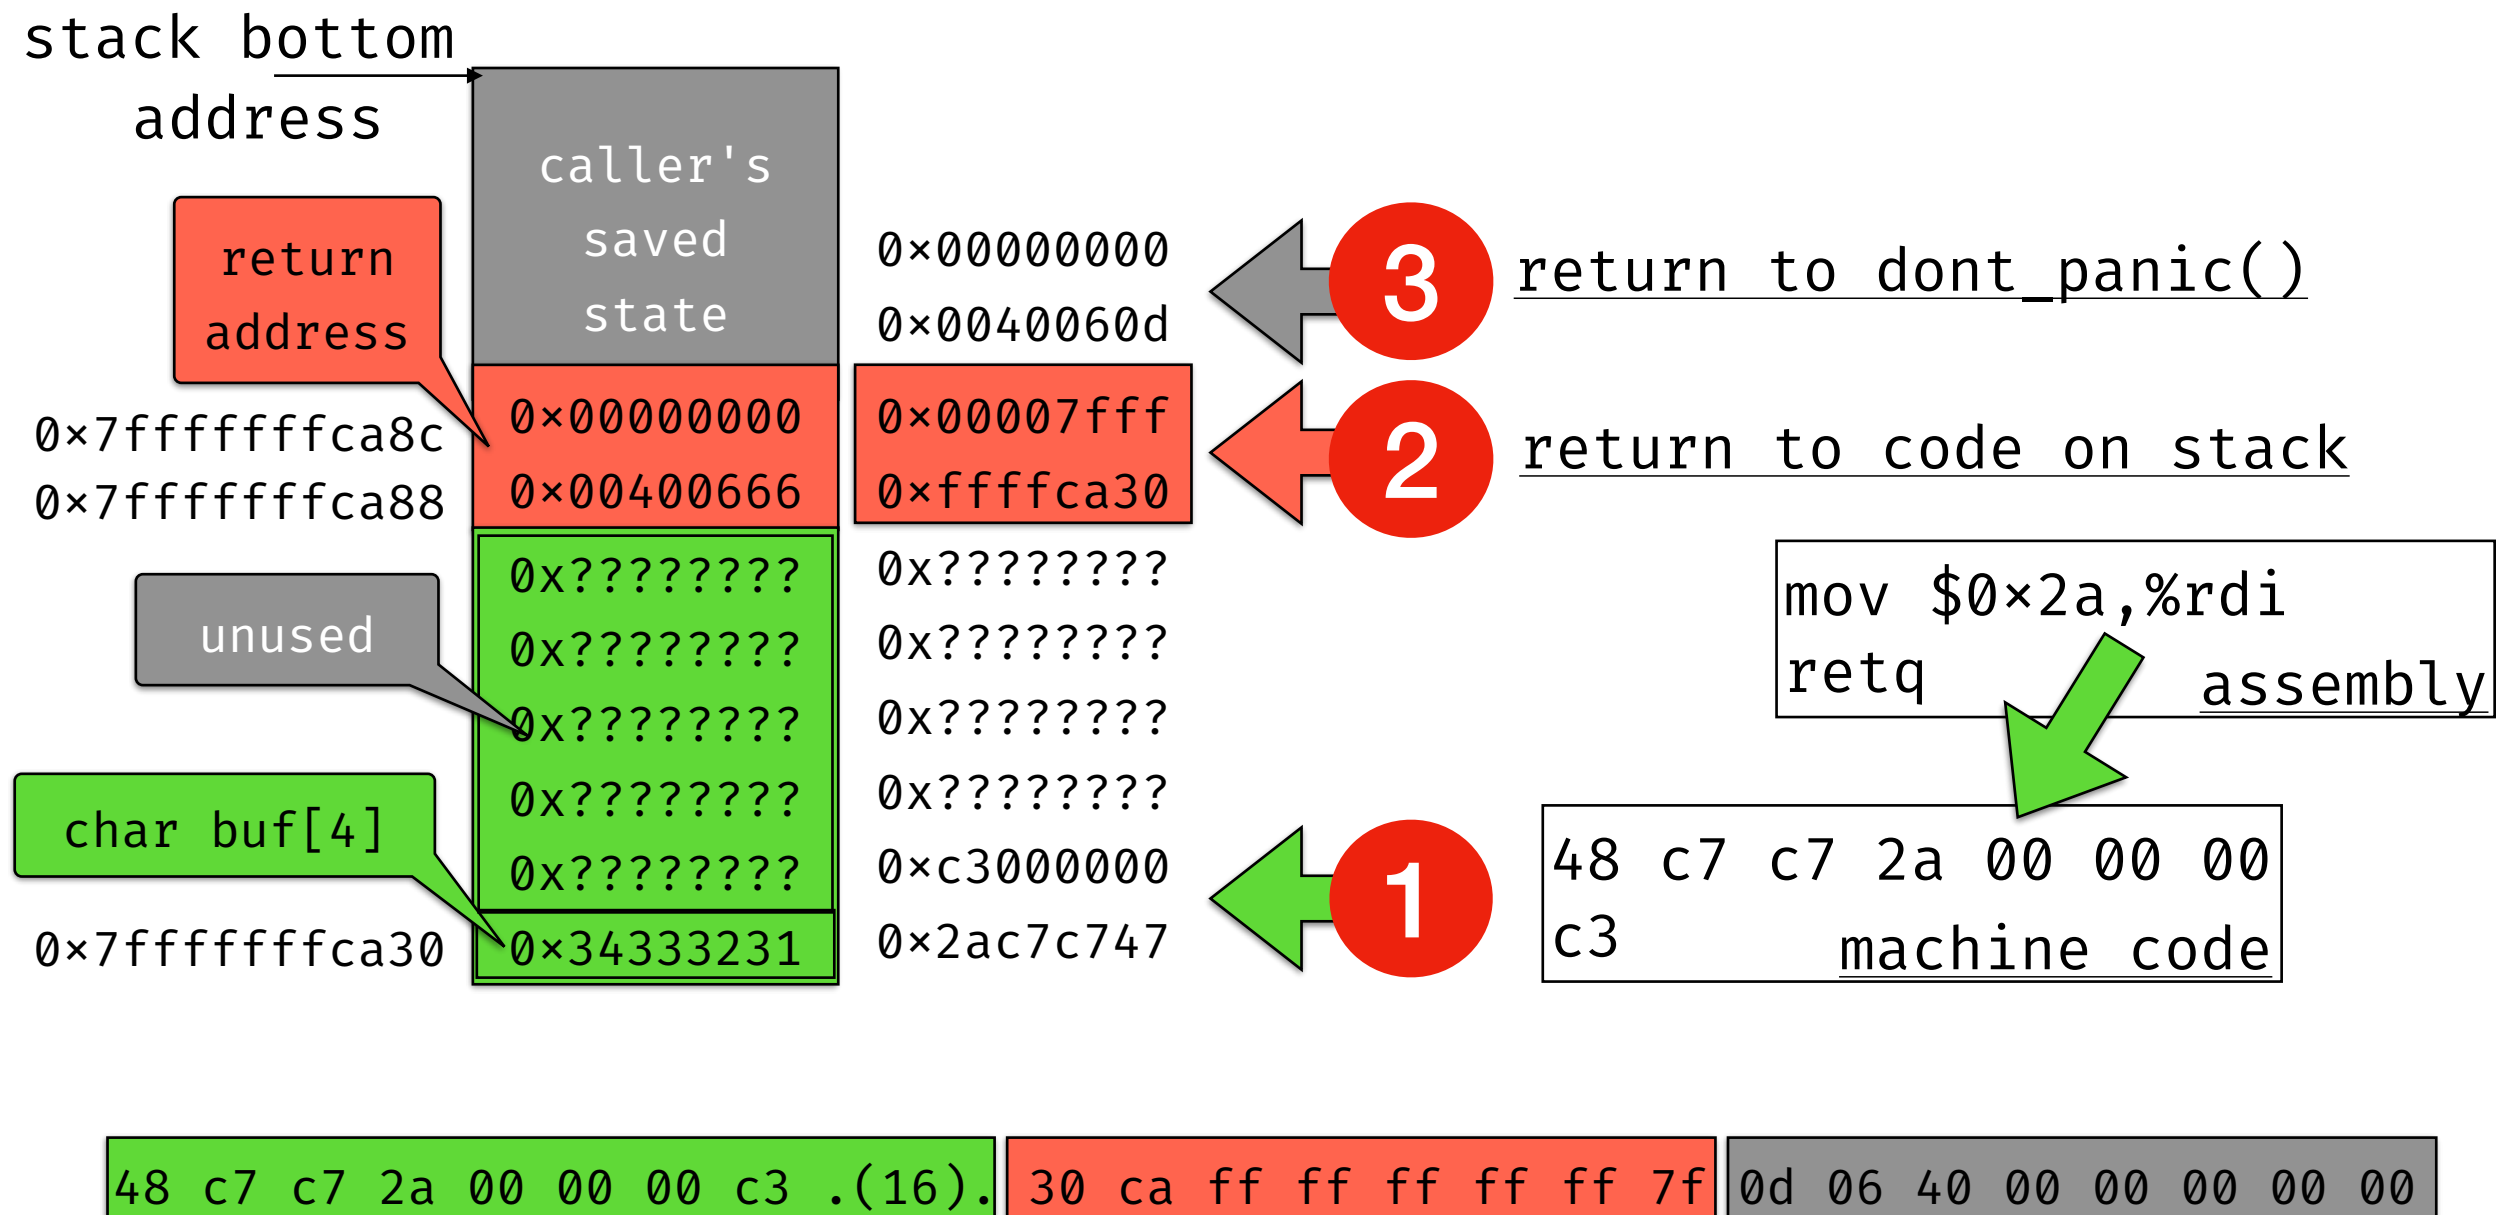 stack bottom
address
caller's
saved
state
return
address
0x00000000
0x0040060d
3
return to dont_panic()
0x7fffffffca8c
0x7fffffffca88
0x00000000
0x00400666
0x00007fff
0xffffca30
2
return to code on stack
unused
0x????????
0x????????
0x????????
0x????????
0x????????
0x????????
0x????????
0x????????
0x????????
0xc3000000
0x2ac7c747
mov $0x2a,%rdi
retq
assembly
char buf[4]
0x7fffffffca30
0x34333231
1
48 c7 c7 2a 00 00 00
c3
machine code
48 c7 c7 2a 00 00 00 c3 .(16). 30 ca ff ff ff ff ff 7f 0d 06 40 00 00 00 00 00